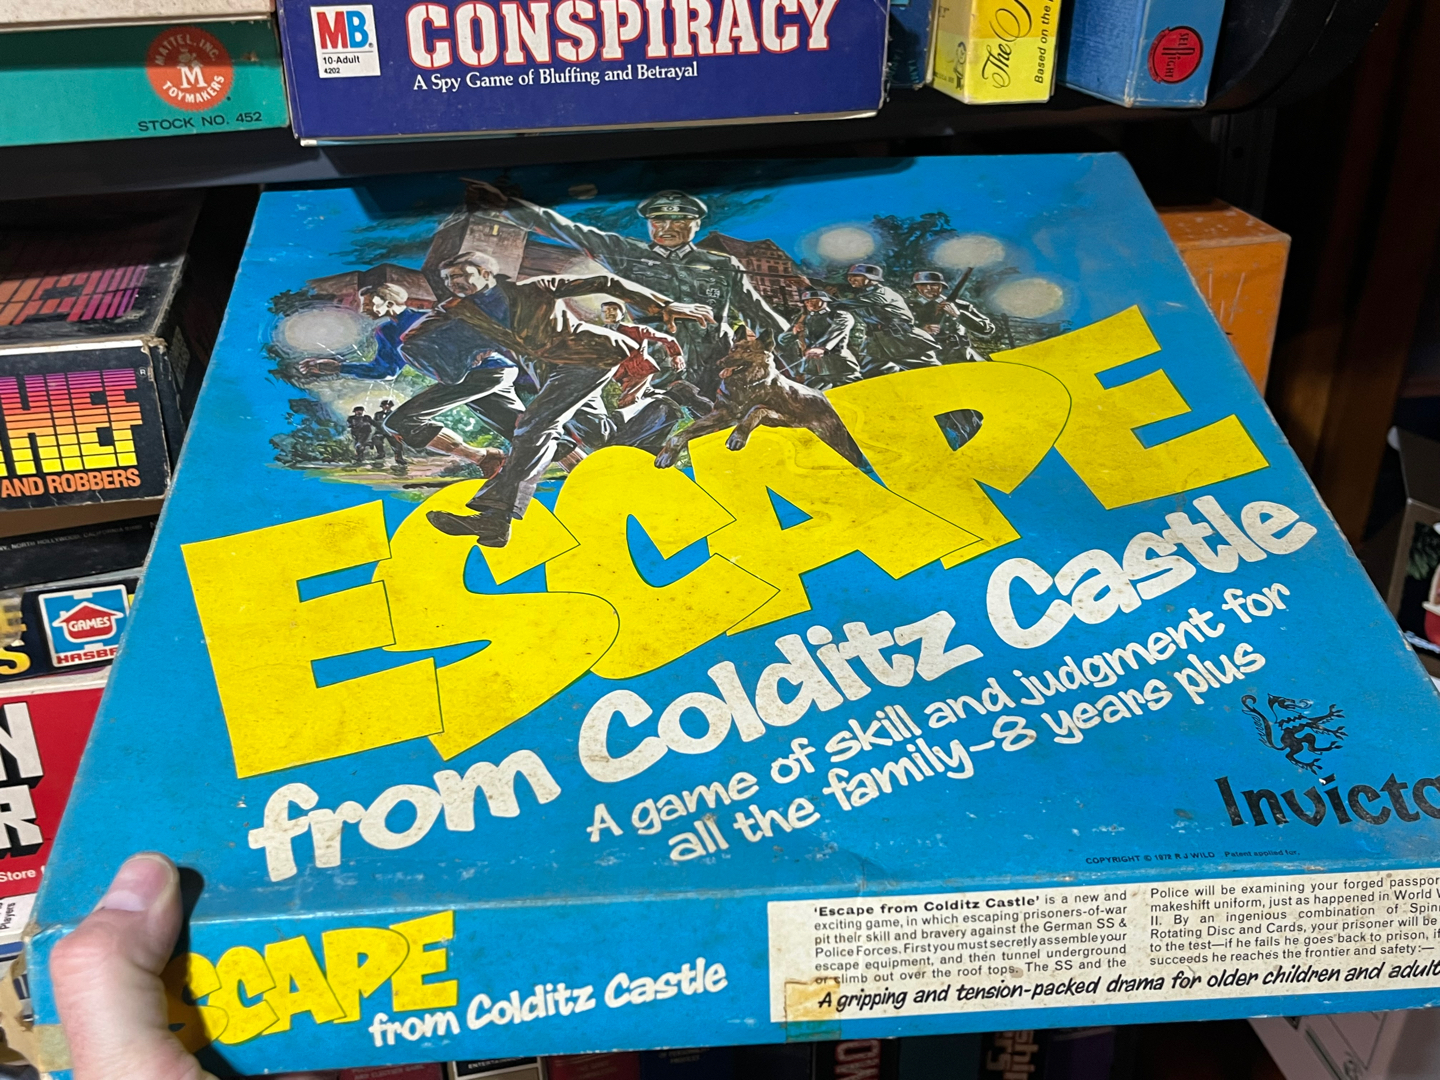 MATTEL, INC.
M
TOYMAKERS
STOCK NO. 452
MB
10-Adult
4202
CONSPIRACY
A Spy Game of Bluffing and Betrayal
Based on the
AND ROBBERS
GAMES
Store
Players
ESCAPE
from Colditz Castle
A game of skill and judgment for
all the family–8 years plus
COPYRIGHT © 1972 R J WILD Patent applied for.
ESCAPE
from Colditz Castle
'Escape from Colditz Castle' is a new and
exciting game, in which escaping prisoners-of-war
pit their skill and bravery against the German SS &
Police Forces. First you must secretly assemble your
escape equipment, and then tunnel underground
or climb out over the roof tops. The SS and the
Police will be examining your forged
makeshift uniform, just as happened in World
II. By an ingenious combination of
Rotating Disc and Cards, your prisoner will be
to the test—if he fails he goes back to prison, if
succeeds he reaches the frontier and safety:—
A gripping and tension-packed drama for older children and